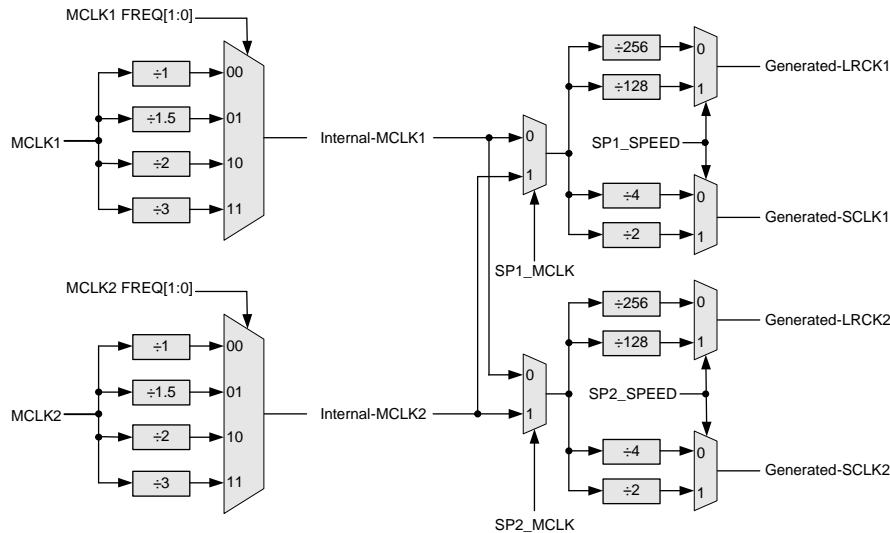 MCLK1 FREQ[1:0]
÷1
00
÷1.5
01
MCLK1
÷2
10
÷3
11
Internal-MCLK1
0
1
SP1_MCLK
÷256
0
÷128
1
Generated-LRCK1
SP1_SPEED
÷4
0
÷2
1
Generated-SCLK1
MCLK2 FREQ[1:0]
÷1
00
÷1.5
01
MCLK2
÷2
10
÷3
11
Internal-MCLK2
0
1
SP2_MCLK
÷256
0
÷128
1
Generated-LRCK2
SP2_SPEED
÷4
0
÷2
1
Generated-SCLK2